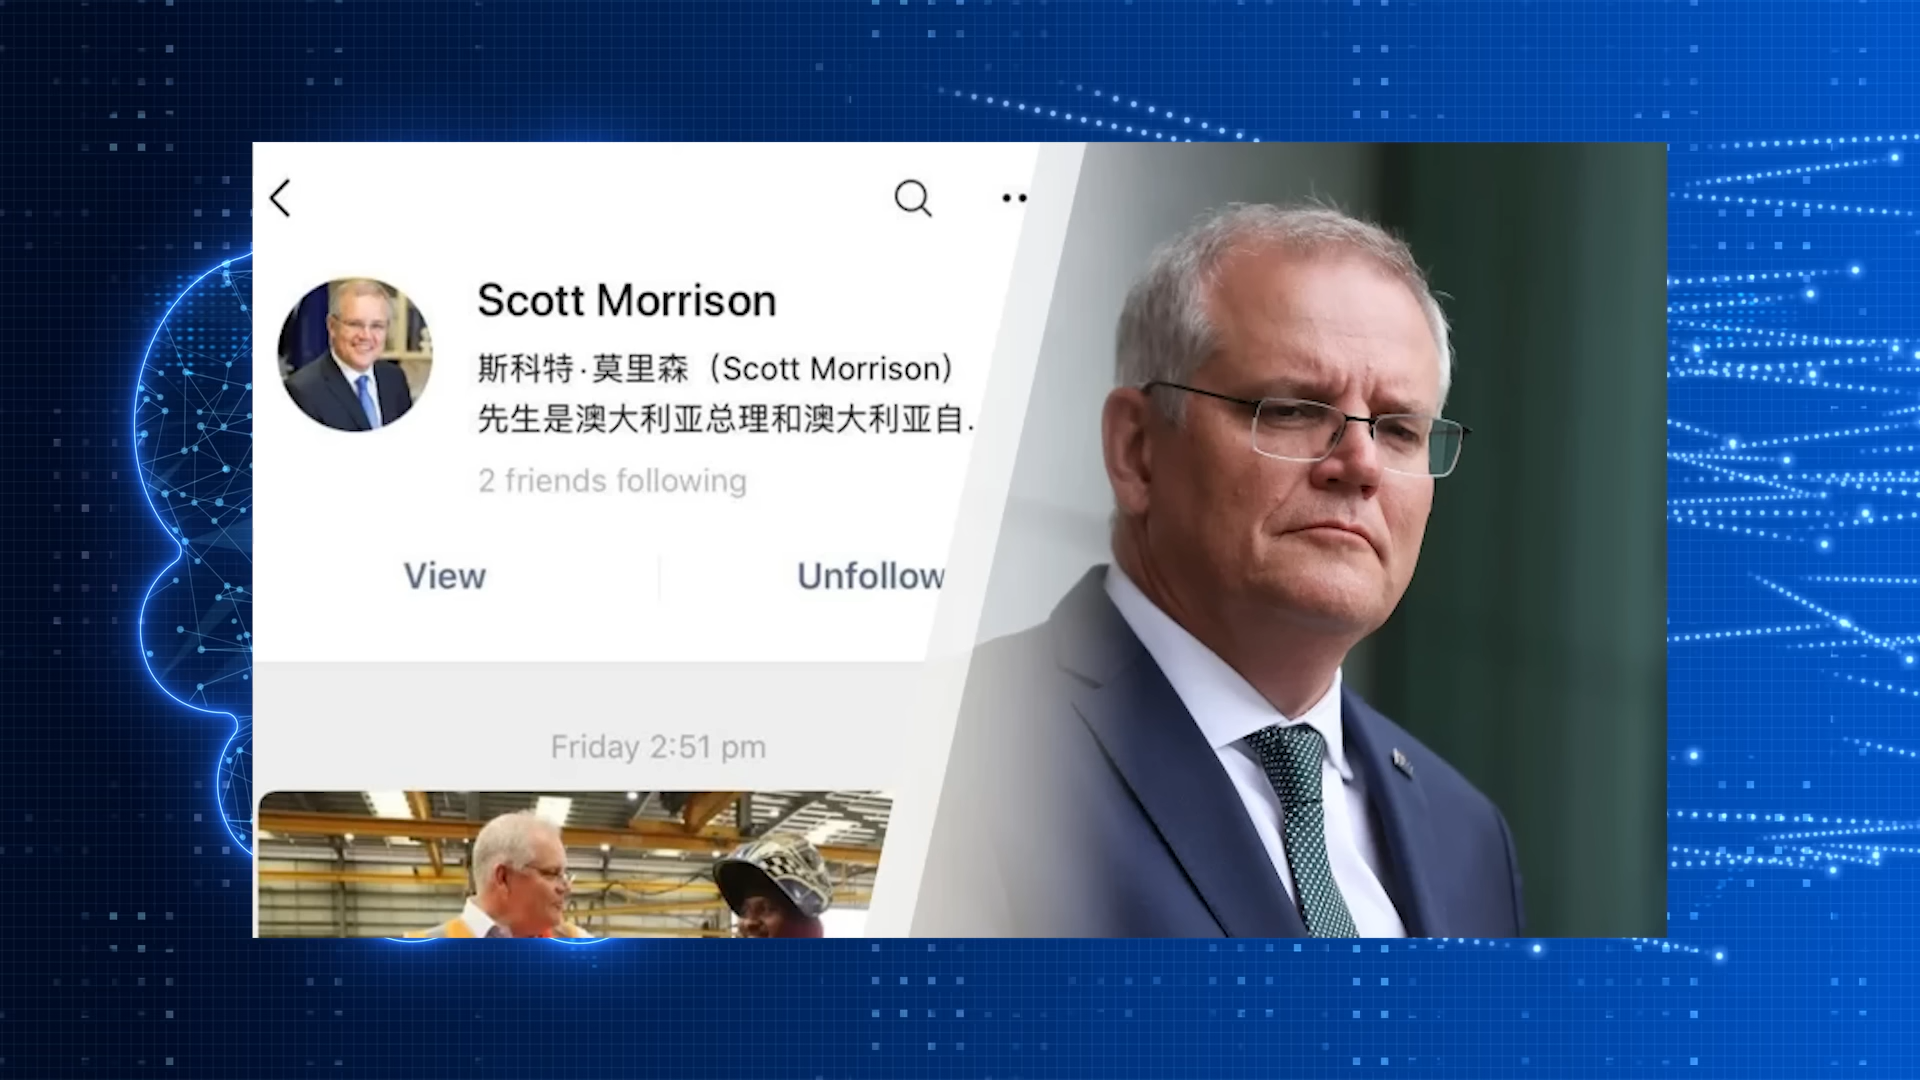 Scott Morrison
斯科特·莫里森（Scott Morrison）
先生是澳大利亚总理和澳大利亚自.
2 friends following
View
Unfollow
Friday 2:51 pm